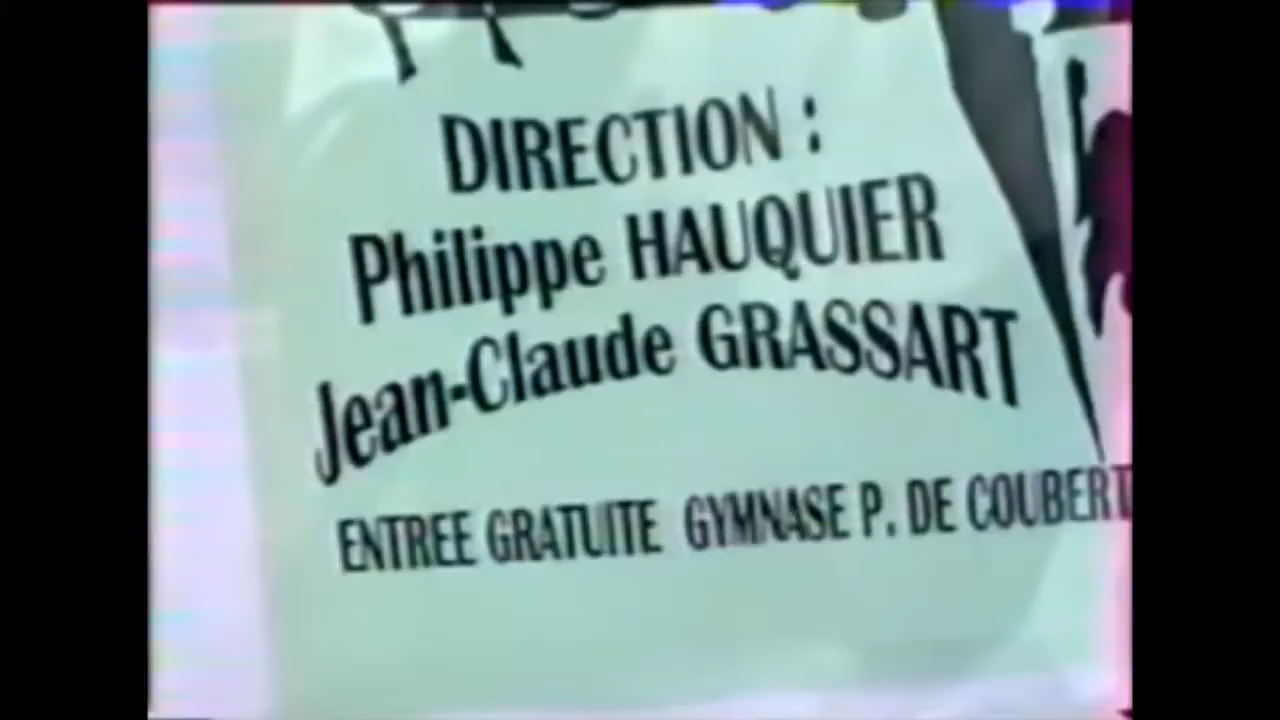 DIRECTION :
Philippe HAUQUIER
Jean-Claude GRASSART
ENTREE GRATUITE GYMNASE P. DE COUBERT